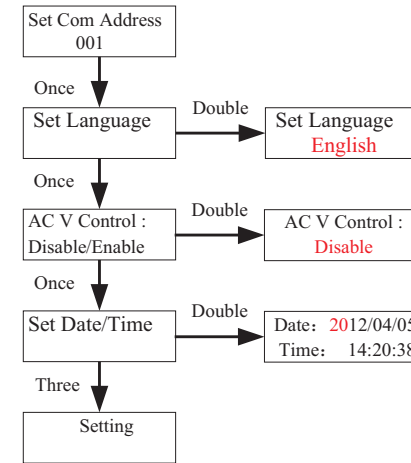 Set Com Address
001
Once
Set Language
Double
Set Language
English
Once
AC V Control :
Disable/Enable
Double
AC V Control :
Disable
Once
Set Date/Time
Double
Date: 2012/04/05
Time: 14:20:38
Three
Setting